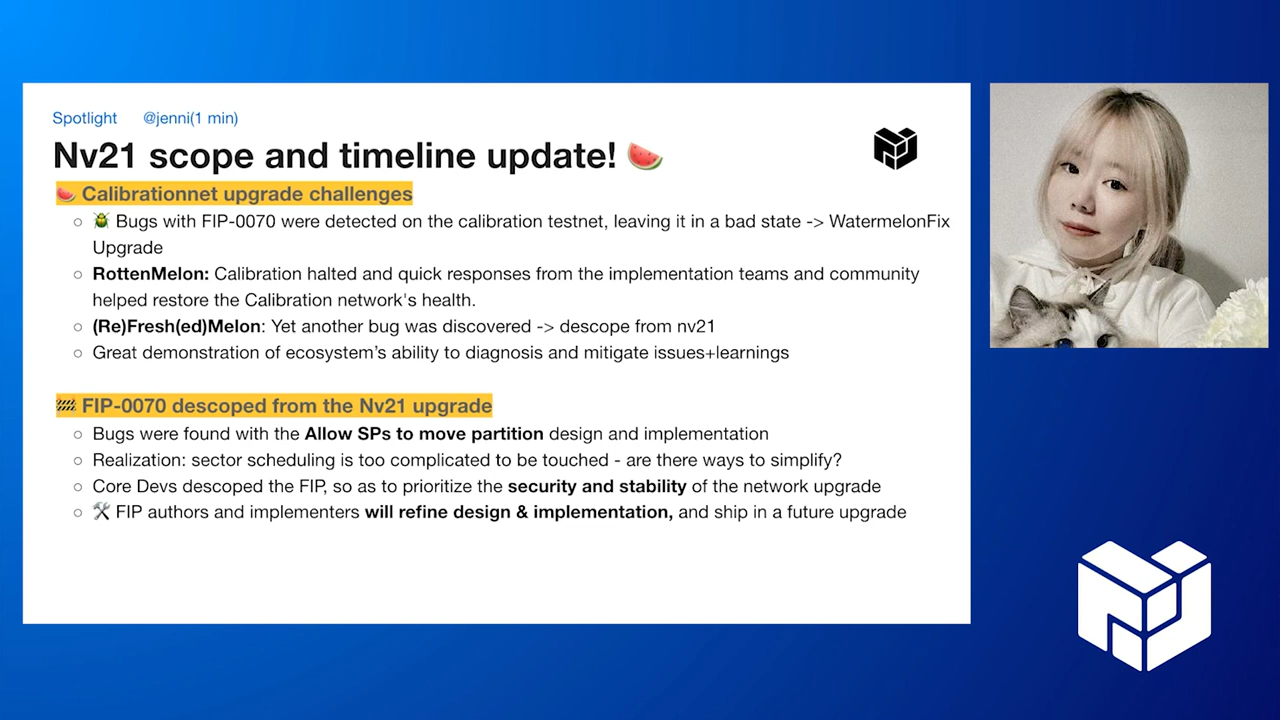 Spotlight @jenni(1 min)
Nv21 scope and timeline update! 🍉
🍉 Calibrationnet upgrade challenges
○ 🪲 Bugs with FIP-0070 were detected on the calibration testnet, leaving it in a bad state -> WatermelonFix
Upgrade
○ RottenMelon: Calibration halted and quick responses from the implementation teams and community
helped restore the Calibration network's health.
○ (Re)Fresh(ed)Melon: Yet another bug was discovered -> descope from nv21
○ Great demonstration of ecosystem's ability to diagnosis and mitigate issues+learnings
🚧 FIP-0070 descoped from the Nv21 upgrade
○ Bugs were found with the Allow SPs to move partition design and implementation
○ Realization: sector scheduling is too complicated to be touched - are there ways to simplify?
○ Core Devs descoped the FIP, so as to prioritize the security and stability of the network upgrade
○ 🛠 FIP authors and implementers will refine design & implementation, and ship in a future upgrade